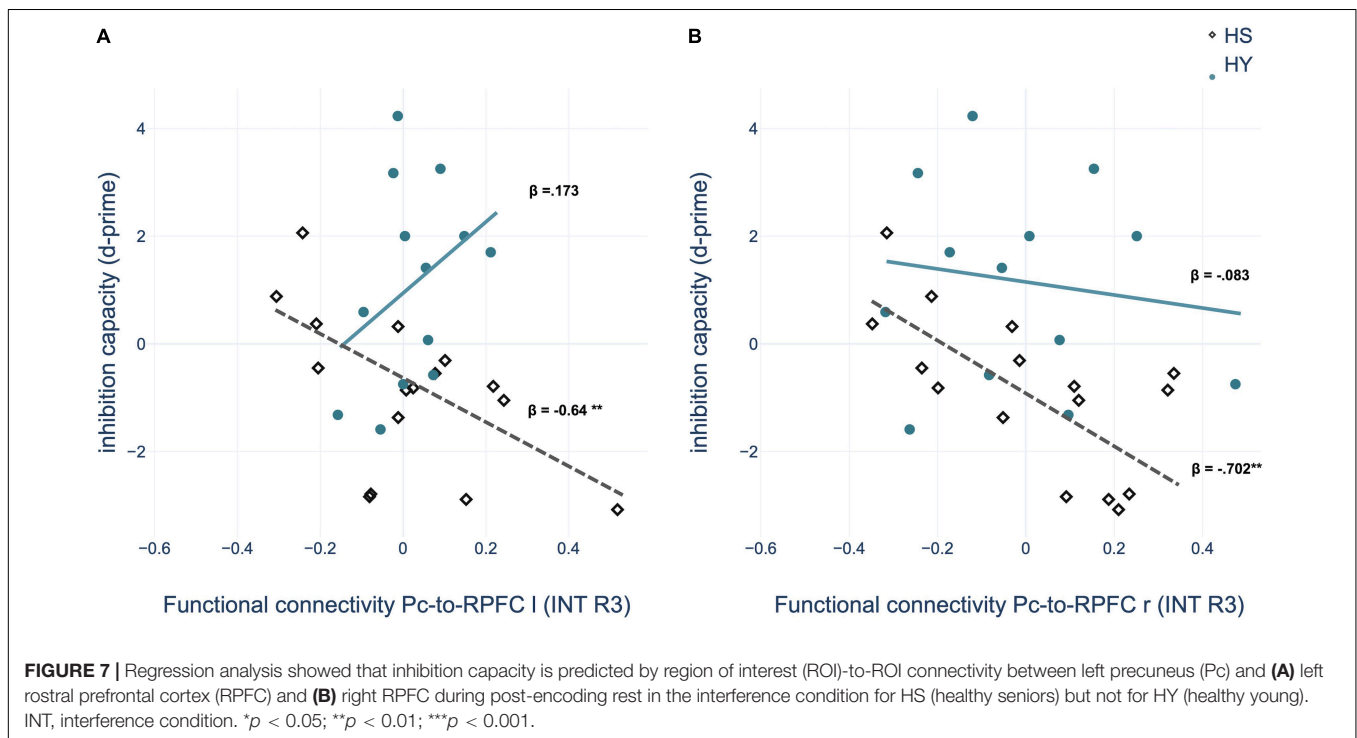 A
B
HS
HY
4
2
0
−2
inhibition capacity (d-prime)
β =.173
β = -0.64 **
−0.6 −0.4 −0.2 0 0.2 0.4
Functional connectivity Pc-to-RPFC l (INT R3)
4
2
0
−2
inhibition capacity (d-prime)
β = -.083
β = -.702**
−0.6 −0.4 −0.2 0 0.2 0.4
Functional connectivity Pc-to-RPFC r (INT R3)
FIGURE 7 | Regression analysis showed that inhibition capacity is predicted by region of interest (ROI)-to-ROI connectivity between left precuneus (Pc) and (A) left
rostral prefrontal cortex (RPFC) and (B) right RPFC during post-encoding rest in the interference condition for HS (healthy seniors) but not for HY (healthy young).
INT, interference condition. *p < 0.05; **p < 0.01; ***p < 0.001.